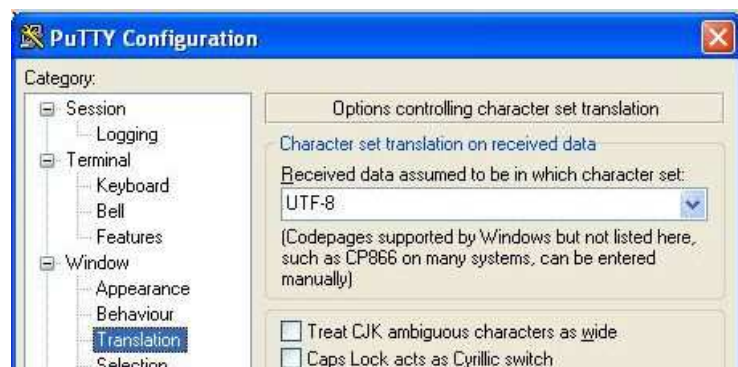 PuTTY Configuration
Category:
Session
Logging
Terminal
Keyboard
Bell
Features
Window
Appearance
Behaviour
Translation
Selection
Options controlling character set translation
Character set translation on received data
Received data assumed to be in which character set:
UTF-8
(Codepages supported by Windows but not listed here,
such as CP866 on many systems, can be entered
manually)
Treat CJK ambiguous characters as wide
Caps Lock acts as Cyrillic switch